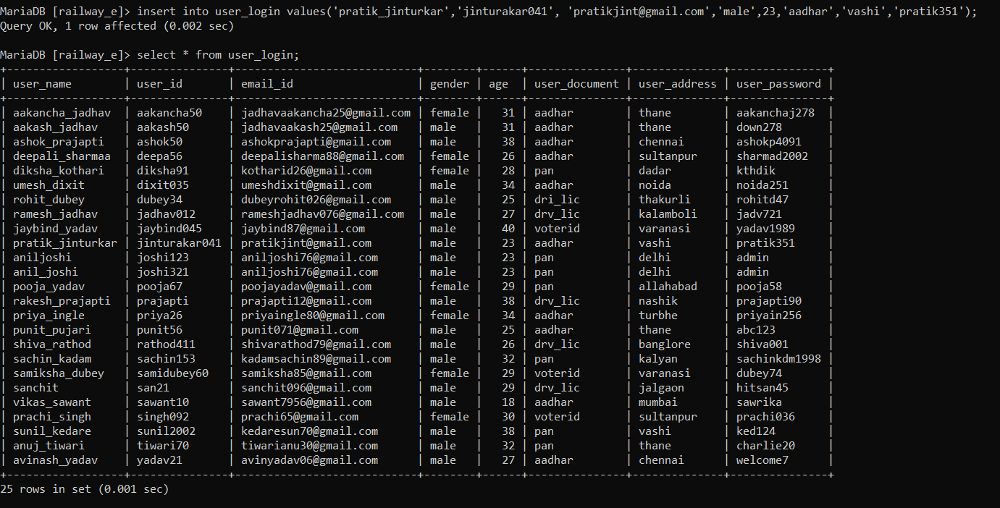 MariaDB [railway_e]> insert into user_login values('pratik_jinturkar','jinturakar041', 'pratikjint@gmail.com','male',23,'aadhar','vashi','pratik351');
Query OK, 1 row affected (0.002 sec)
MariaDB [railway_e]> select * from user_login;
+------------------+---------------+----------------------------+--------+------+---------------+--------------+---------------+
| user_name | user_id | email_id | gender | age | user_document | user_address | user_password |
+------------------+---------------+----------------------------+--------+------+---------------+--------------+---------------+
| aakancha_jadhav | aakancha50 | jadhavaakancha25@gmail.com | female | 31 | aadhar | thane | aakanchaj278 |
| aakash_jadhav | aakash50 | jadhavaakash25@gmail.com | male | 31 | aadhar | thane | down278 |
| ashok_prajapti | ashok50 | ashokprajapti@gmail.com | male | 38 | aadhar | chennai | ashokp4091 |
| deepali_sharmaa | deepa56 | deepalisharma88@gmail.com | female | 26 | aadhar | sultanpur | sharmad2002 |
| diksha_kothari | diksha91 | kotharid26@gmail.com | female | 28 | pan | dadar | kthdik |
| umesh_dixit | dixit035 | umeshdixit@gmail.com | male | 34 | aadhar | noida | noida251 |
| rohit_dubey | dubey34 | dubeyrohit026@gmail.com | male | 25 | dri_lic | thakurli | rohitd47 |
| ramesh_jadhav | jadhav012 | rameshjadhav076@gmail.com | male | 27 | drv_lic | kalamboli | jadv721 |
| jaybind_yadav | jaybind045 | jaybind87@gmail.com | male | 40 | voterid | varanasi | yadav1989 |
| pratik_jinturkar | jinturakar041 | pratikjint@gmail.com | male | 23 | aadhar | vashi | pratik351 |
| aniljoshi | joshi123 | aniljoshi76@gmail.com | male | 23 | pan | delhi | admin |
| anil_joshi | joshi321 | aniljoshi76@gmail.com | male | 23 | pan | delhi | admin |
| pooja_yadav | pooja67 | poojayadav@gmail.com | female | 29 | pan | allahabad | pooja58 |
| rakesh_prajapti | prajapti | prajapti12@gmail.com | male | 38 | drv_lic | nashik | prajapti90 |
| priya_ingle | priya26 | priyaingle80@gmail.com | female | 34 | aadhar | turbhe | priyain256 |
| punit_pujari | punit56 | punit071@gmail.com | male | 25 | aadhar | thane | abc123 |
| shiva_rathod | rathod411 | shivarathod79@gmail.com | male | 26 | drv_lic | banglore | shiva001 |
| sachin_kadam | sachin153 | kadamsachin89@gmail.com | male | 32 | pan | kalyan | sachinkdm1998 |
| samiksha_dubey | samidubey60 | samiksha85@gmail.com | female | 29 | voterid | varanasi | dubey74 |
| sanchit | san21 | sanchit096@gmail.com | male | 29 | drv_lic | jalgaon | hitsan45 |
| vikas_sawant | sawant10 | sawant7956@gmail.com | male | 18 | aadhar | mumbai | sawrika |
| prachi_singh | singh092 | prachi65@gmail.com | female | 30 | voterid | sultanpur | prachi036 |
| sunil_kedare | sunil2002 | kedaresun70@gmail.com | male | 38 | pan | vashi | ked124 |
| anuj_tiwari | tiwari70 | tiwarianu30@gmail.com | male | 32 | pan | thane | charlie20 |
| avinash_yadav | yadav21 | avinyadav06@gmail.com | male | 27 | aadhar | chennai | welcome7 |
+------------------+---------------+----------------------------+--------+------+---------------+--------------+---------------+
25 rows in set (0.001 sec)